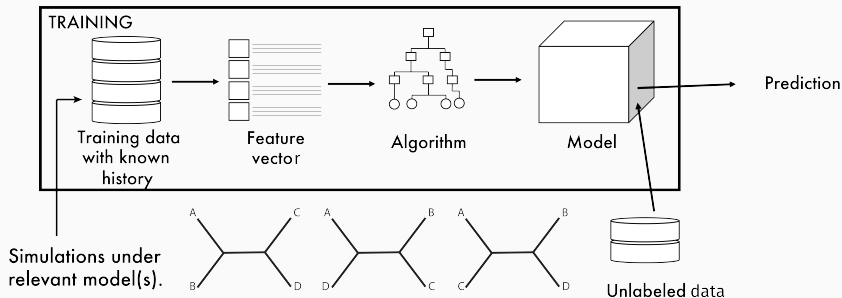 TRAINING
Training data
with known
history
Feature
vector
Algorithm
Model
Prediction
Simulations under
relevant model(s).
A
C
B
D
A
B
D
C
A
B
C
D
Unlabeled data